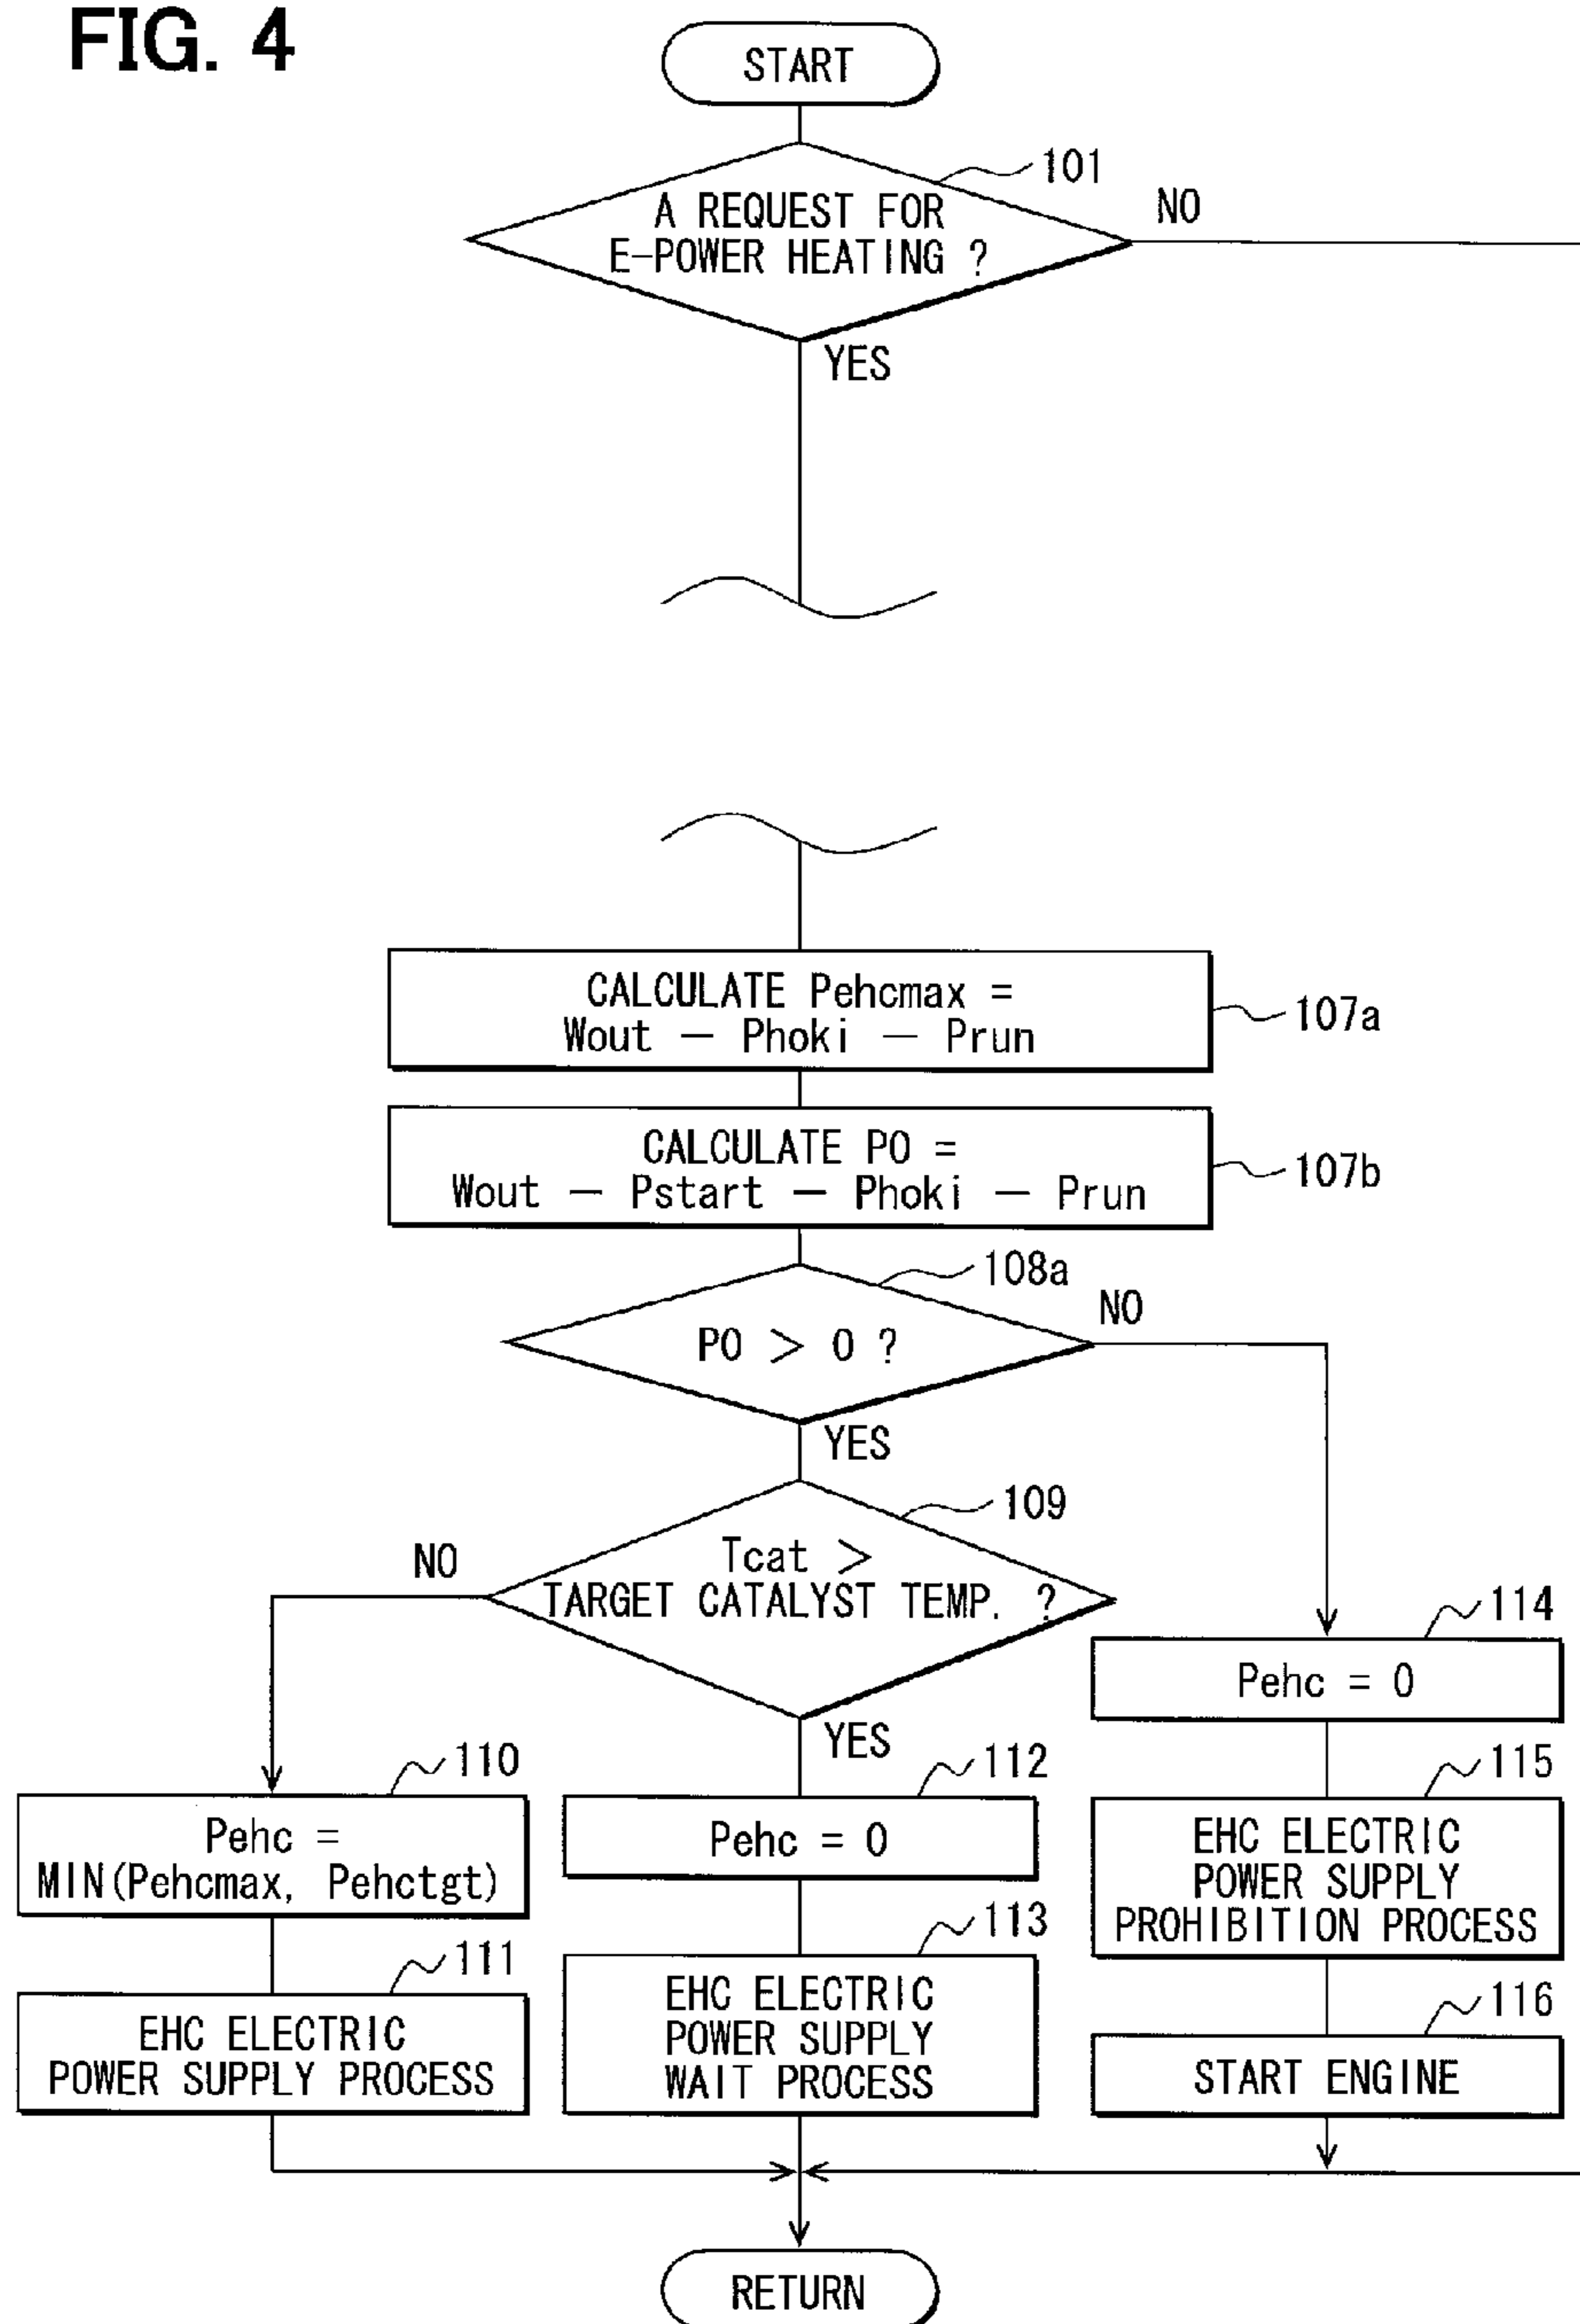 FIG. 4
START
101
A REQUEST FOR
E-POWER HEATING ?
NO
YES
CALCULATE Pehcmax =
Wout - Phoki - Prun
107a
CALCULATE P0 =
Wout - Pstart - Phoki - Prun
107b
108a
P0 > 0 ?
NO
YES
109
Tcat >
TARGET CATALYST TEMP. ?
NO
YES
110
Pehc =
MIN(Pehcmax, Pehctgt)
111
EHC ELECTRIC
POWER SUPPLY PROCESS
112
Pehc = 0
113
EHC ELECTRIC
POWER SUPPLY
WAIT PROCESS
114
Pehc = 0
115
EHC ELECTRIC
POWER SUPPLY
PROHIBITION PROCESS
116
START ENGINE
RETURN